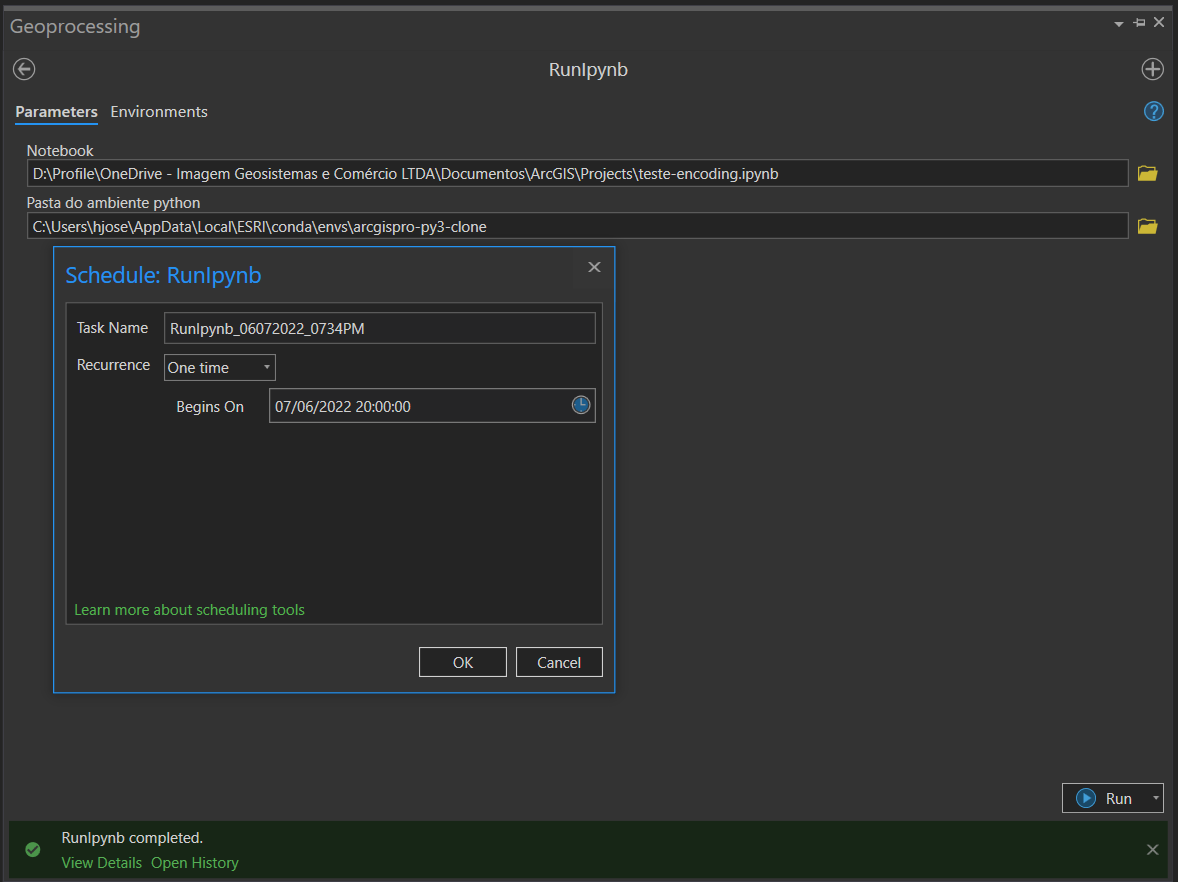 Geoprocessing
RunIpynb
Parameters Environments
Notebook
D:\Profile\OneDrive - Imagem Geosistemas e Comércio LTDA\Documentos\ArcGIS\Projects\teste-encoding.ipynb
Pasta do ambiente python
C:\Users\hjose\AppData\Local\ESRI\conda\envs\arcgispro-py3-clone
Schedule: RunIpynb
Task Name RunIpynb_06072022_0734PM
Recurrence One time
Begins On 07/06/2022 20:00:00
Learn more about scheduling tools
OK Cancel
Run
RunIpynb completed.
View Details Open History